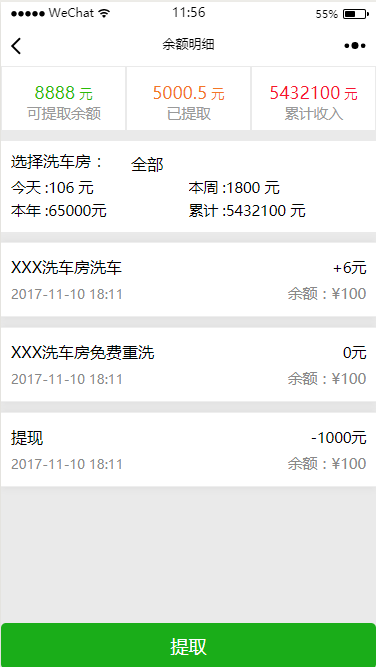 WeChat 11:56 55%
余额明细
8888 元 5000.5 元 5432100 元
可提取余额 已提取 累计收入
选择洗车房： 全部
今天 :106 元 本周 :1800 元
本年 :65000元 累计 :5432100 元
XXX洗车房洗车 +6元
2017-11-10 18:11 余额：¥100
XXX洗车房免费重洗 0元
2017-11-10 18:11 余额：¥100
提现 -1000元
2017-11-10 18:11 余额：¥100
提取